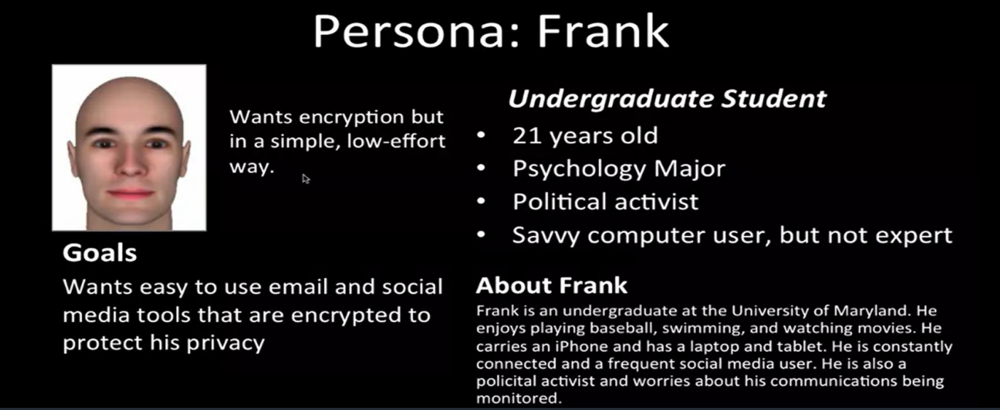 Persona: Frank
Wants encryption but
in a simple, low-effort
way.
Goals
Wants easy to use email and social
media tools that are encrypted to
protect his privacy
Undergraduate Student
• 21 years old
• Psychology Major
• Political activist
• Savvy computer user, but not expert
About Frank
Frank is an undergraduate at the University of Maryland. He
enjoys playing baseball, swimming, and watching movies. He
carries an iPhone and has a laptop and tablet. He is constantly
connected and a frequent social media user. He is also a
policital activist and worries about his communications being
monitored.